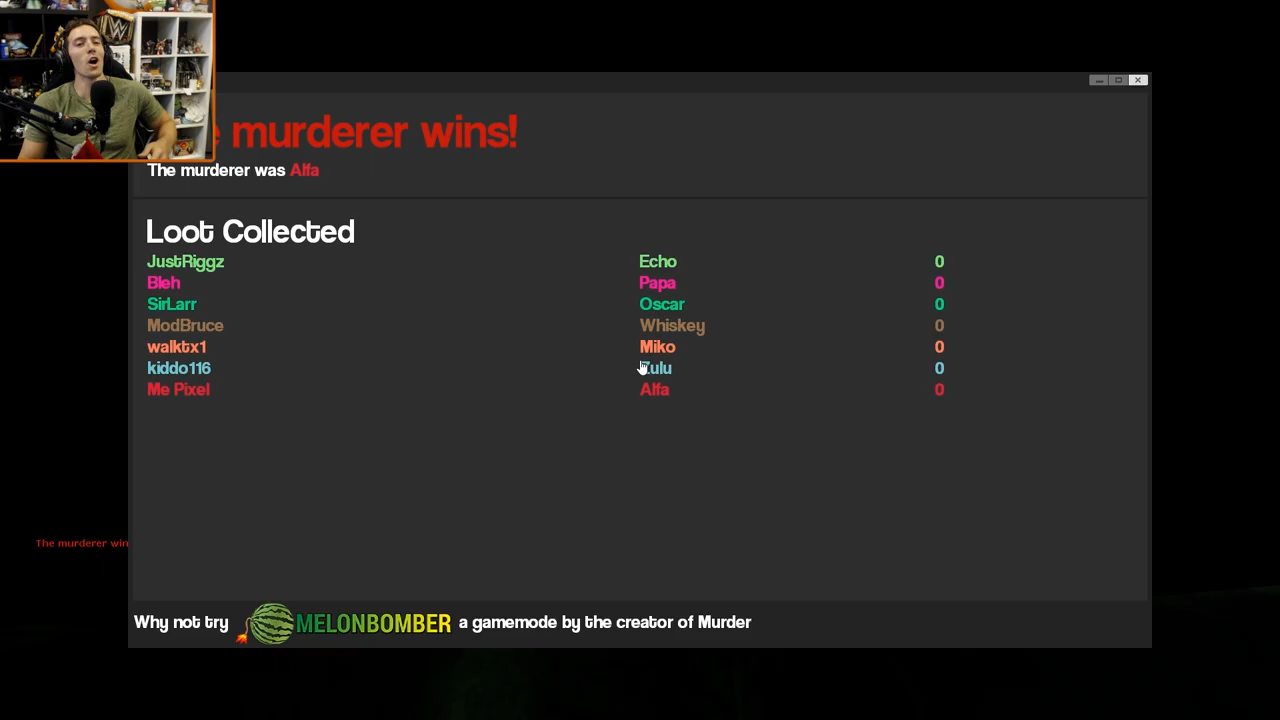 murderer wins!
The murderer was Alfa
Loot Collected
JustRiggz Echo 0
Bleh Papa 0
SirLarr Oscar 0
ModBruce Whiskey 0
walktx1 Miko 0
kiddo116 Zulu 0
Me Pixel Alfa 0
The murderer win
Why not try MELONBOMBER a gamemode by the creator of Murder